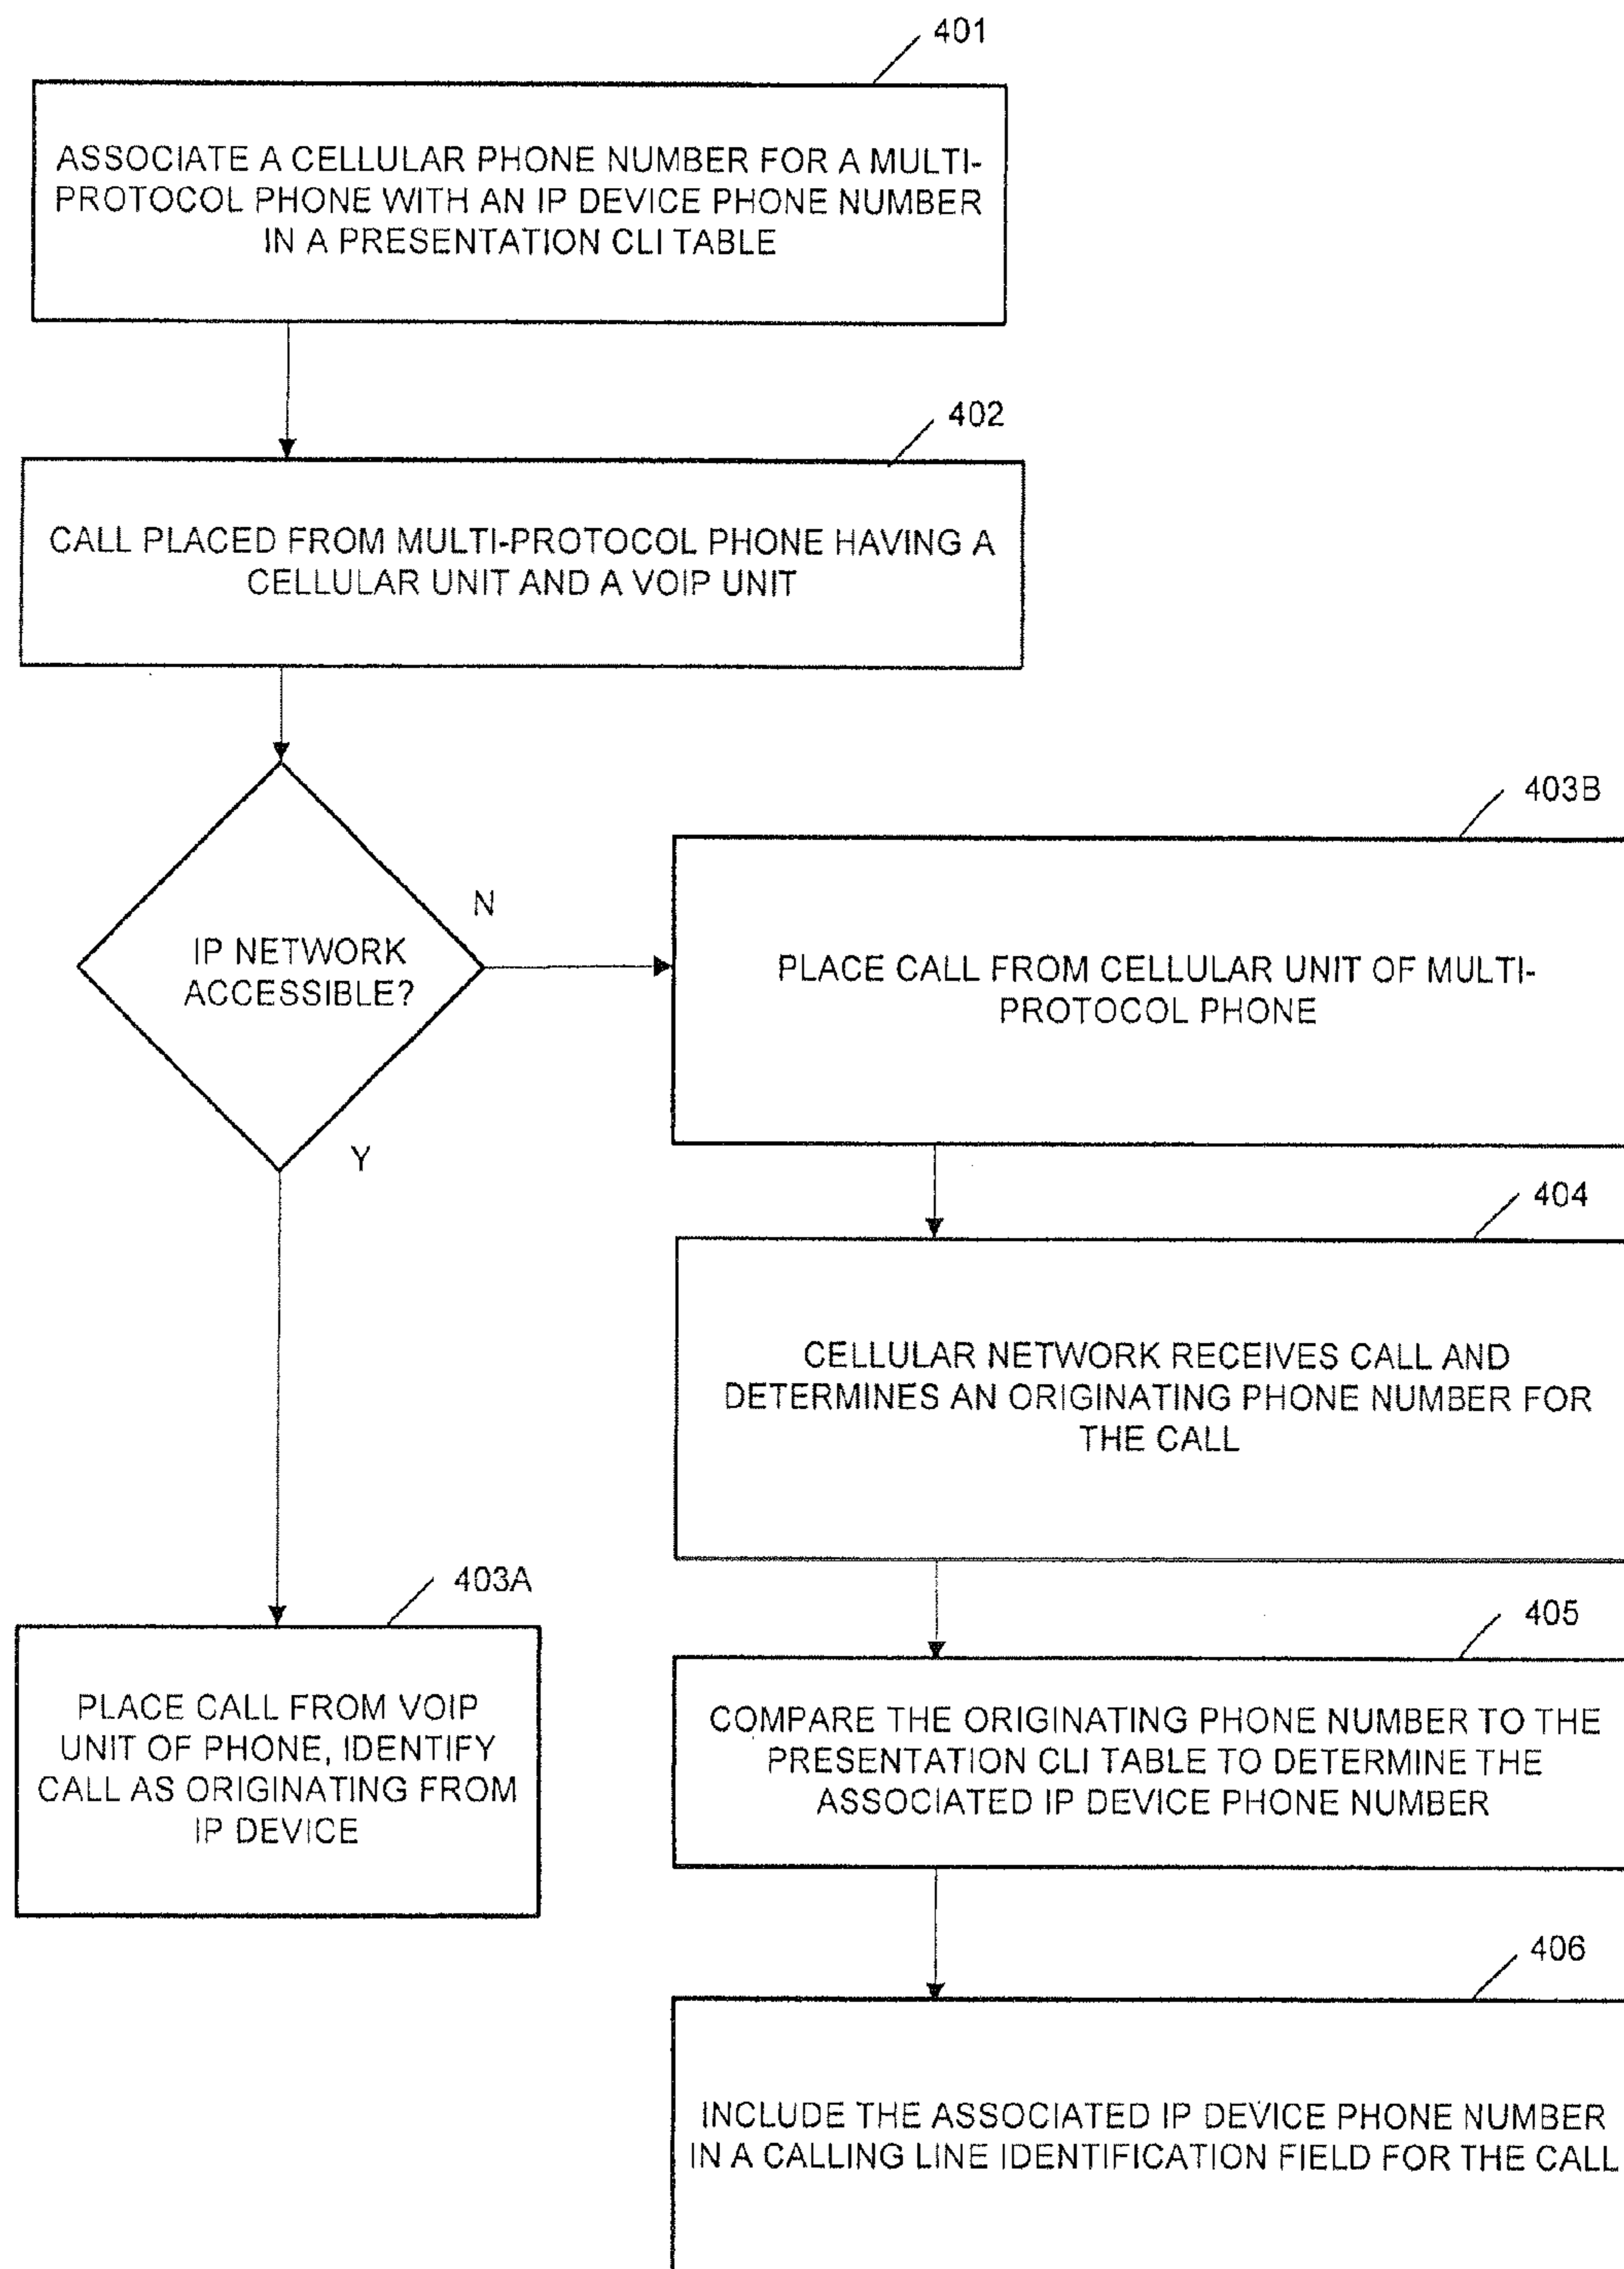 401
ASSOCIATE A CELLULAR PHONE NUMBER FOR A MULTI-
PROTOCOL PHONE WITH AN IP DEVICE PHONE NUMBER
IN A PRESENTATION CLI TABLE
402
CALL PLACED FROM MULTI-PROTOCOL PHONE HAVING A
CELLULAR UNIT AND A VOIP UNIT
IP NETWORK
ACCESSIBLE?
N
Y
403B
PLACE CALL FROM CELLULAR UNIT OF MULTI-
PROTOCOL PHONE
404
CELLULAR NETWORK RECEIVES CALL AND
DETERMINES AN ORIGINATING PHONE NUMBER FOR
THE CALL
403A
PLACE CALL FROM VOIP
UNIT OF PHONE, IDENTIFY
CALL AS ORIGINATING FROM
IP DEVICE
405
COMPARE THE ORIGINATING PHONE NUMBER TO THE
PRESENTATION CLI TABLE TO DETERMINE THE
ASSOCIATED IP DEVICE PHONE NUMBER
406
INCLUDE THE ASSOCIATED IP DEVICE PHONE NUMBER
IN A CALLING LINE IDENTIFICATION FIELD FOR THE CALL